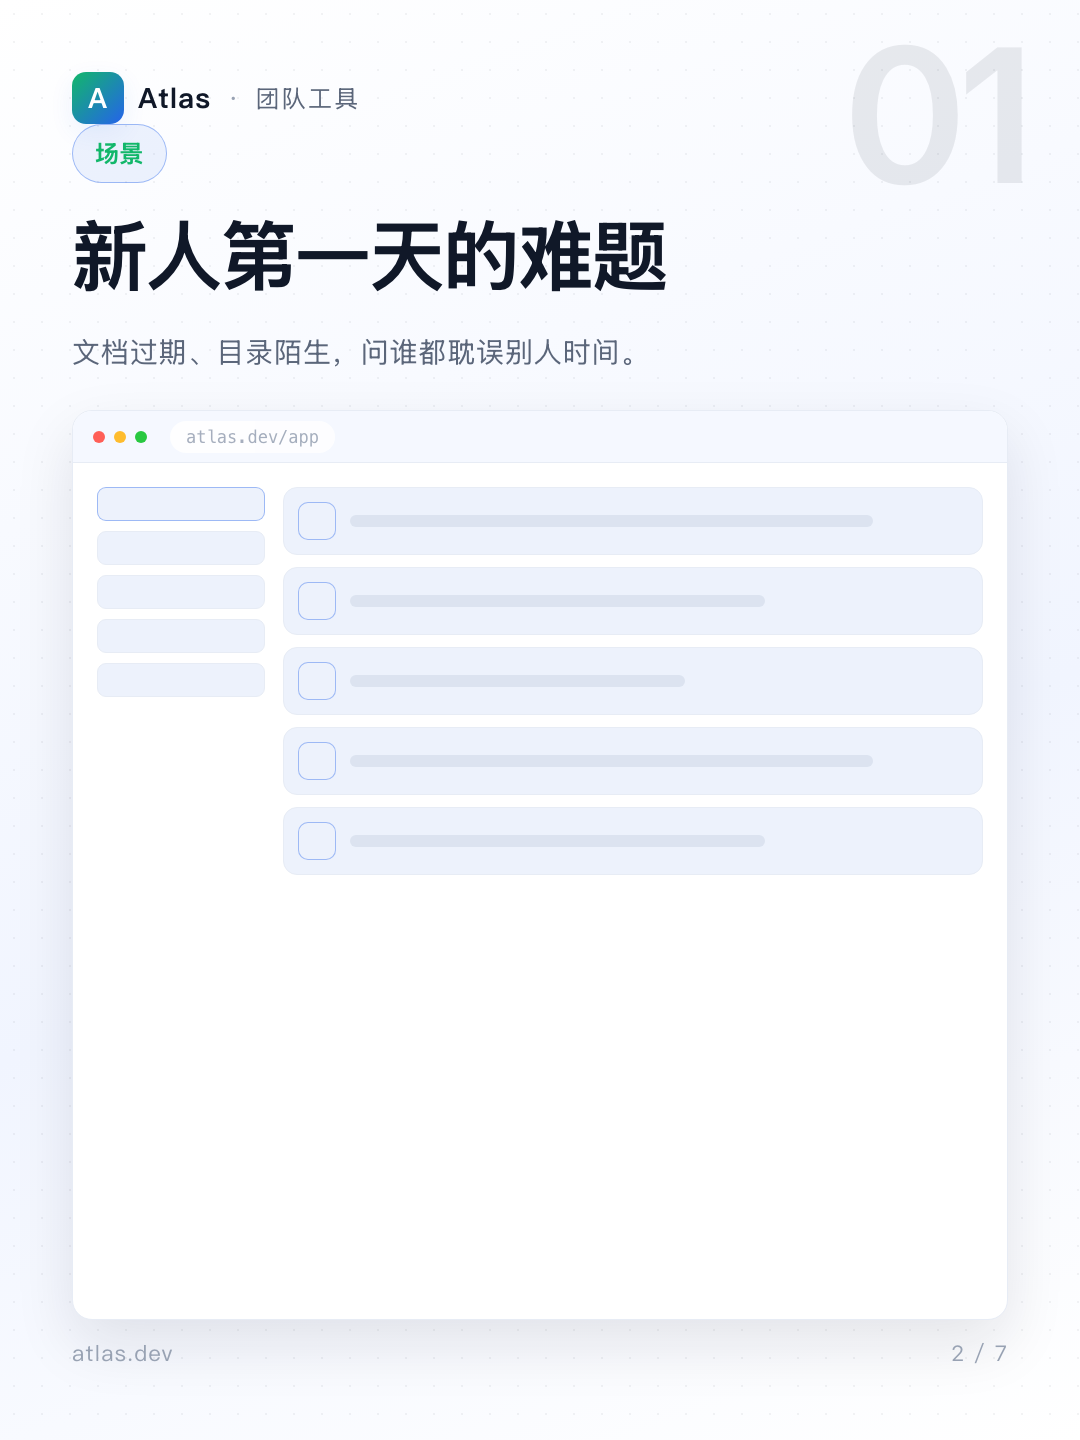 01
A Atlas · 团队工具
场景
新人第一天的难题
文档过期、目录陌生，问谁都耽误别人时间。
atlas.dev/app
atlas.dev
2 / 7